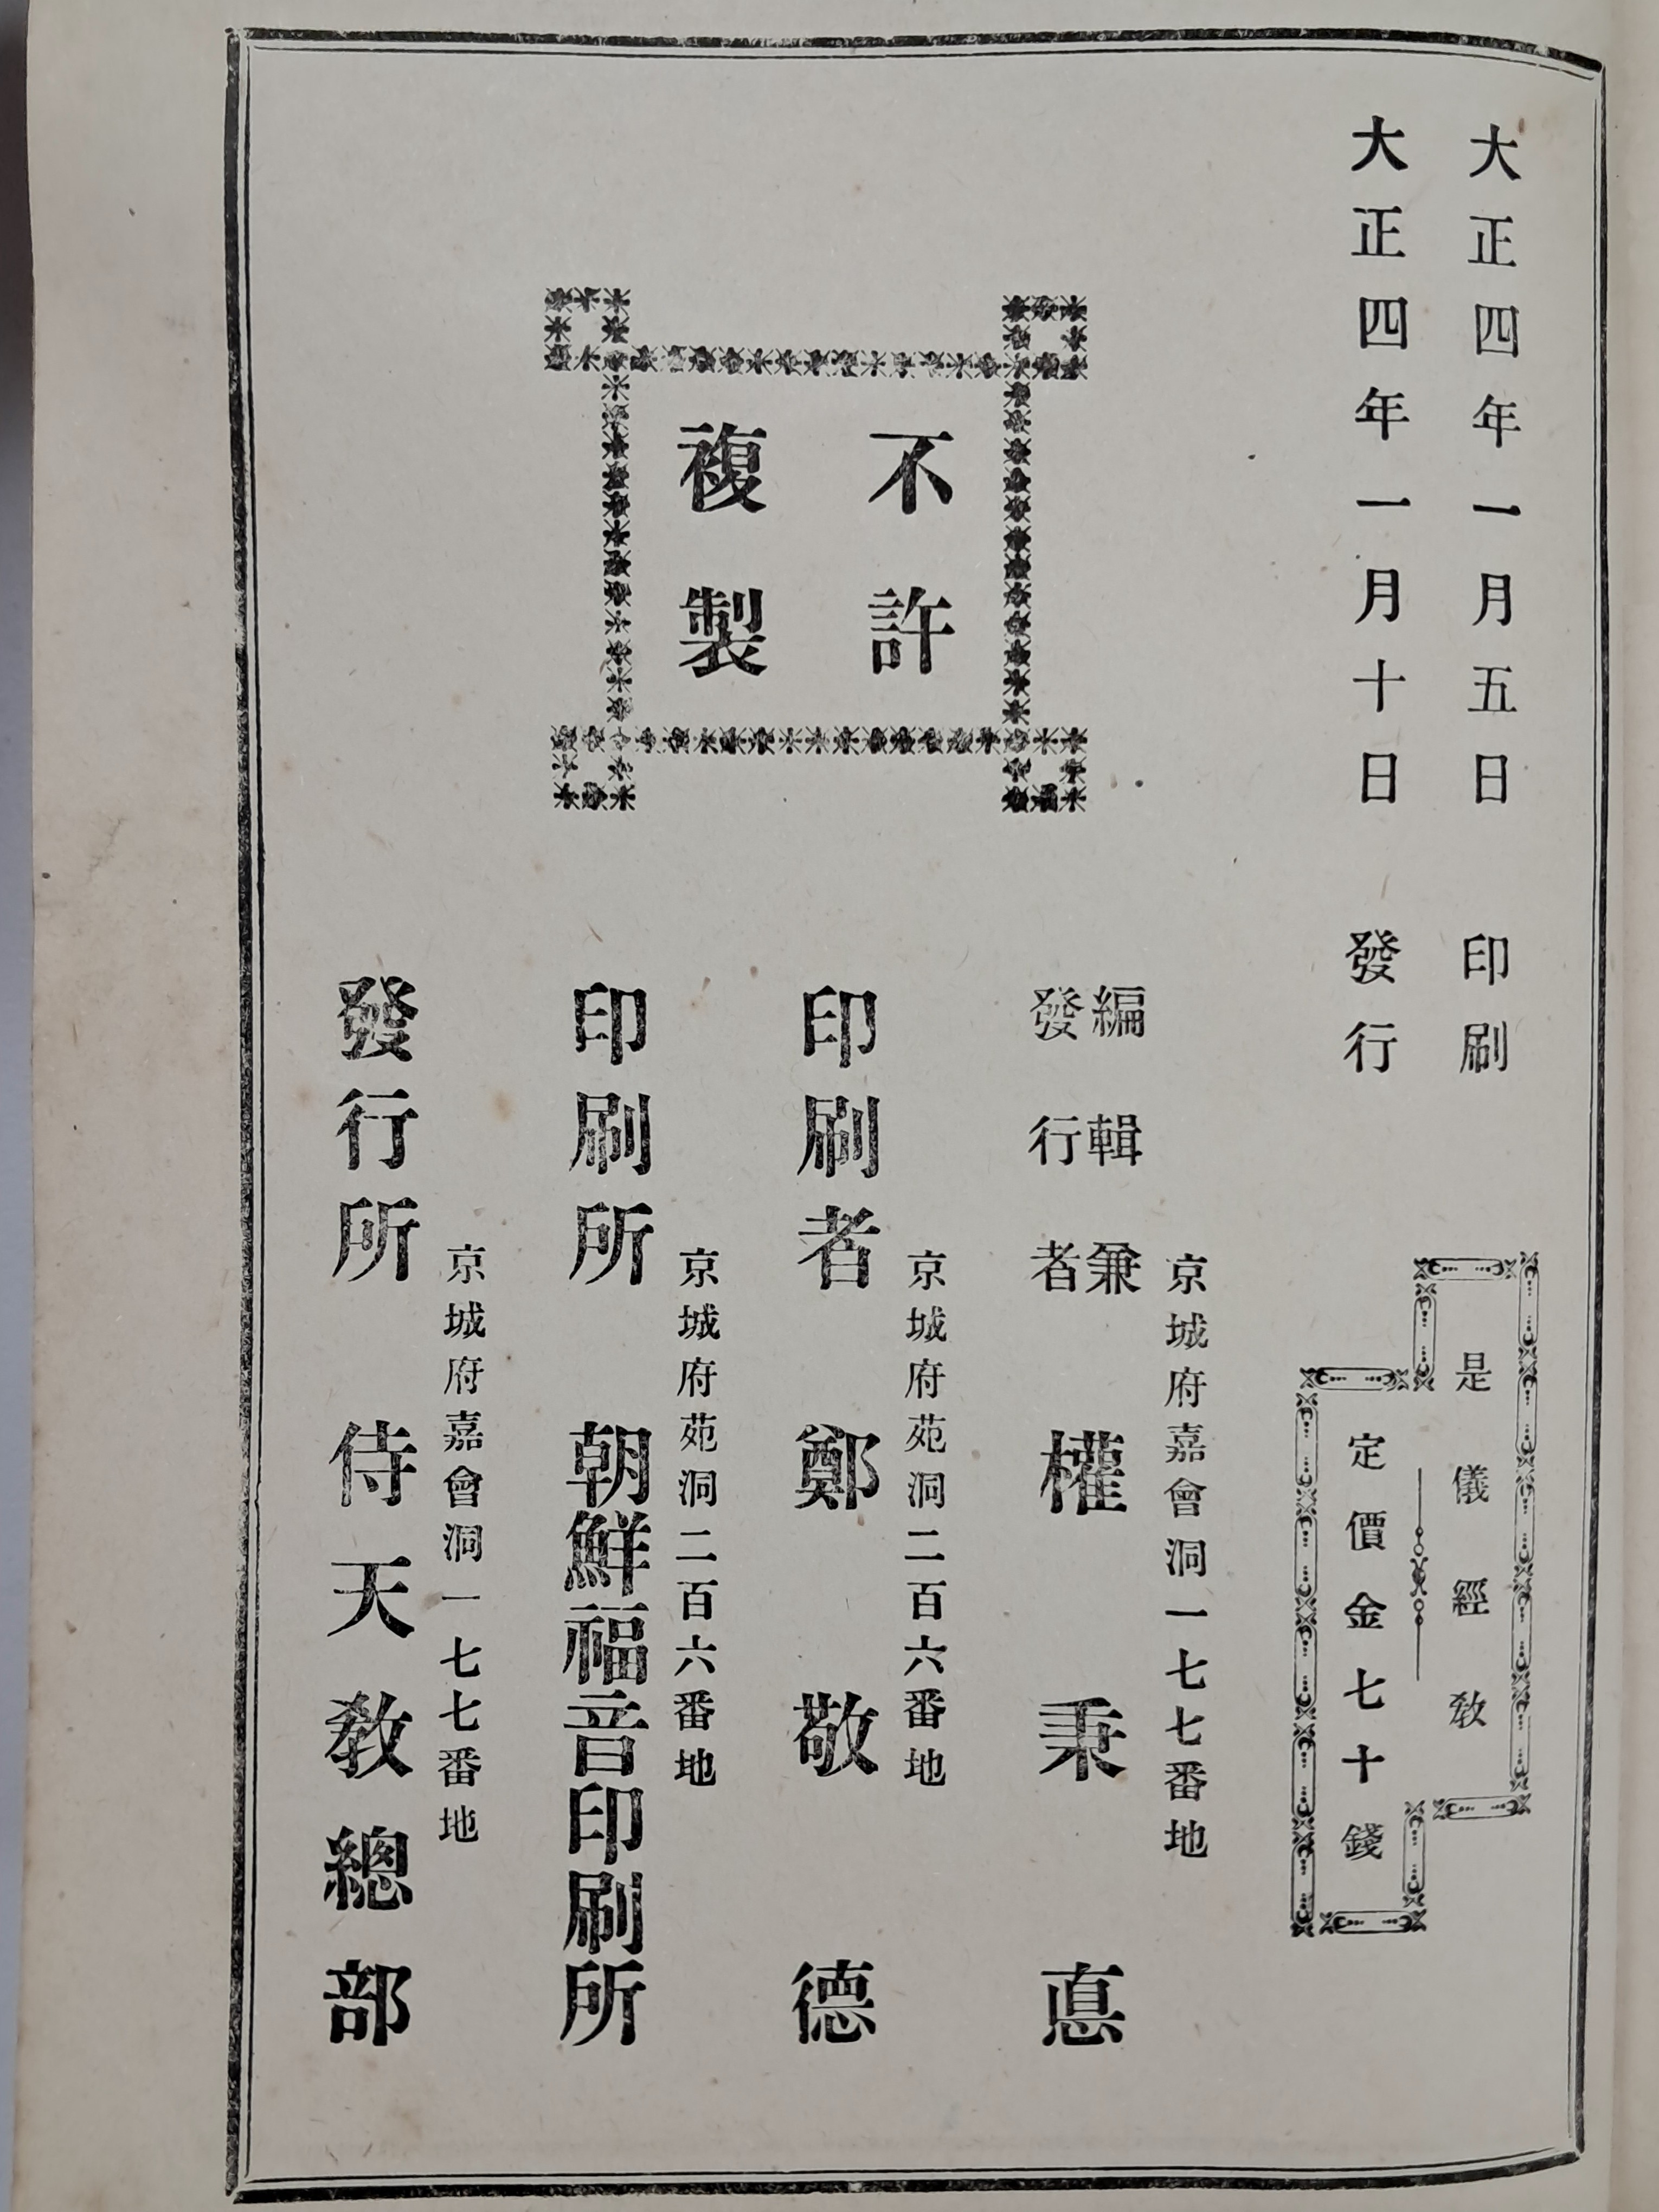 大正四年一月五日 印刷
大正四年一月十日 發行
是儀經敎
定價金七十錢
不許
複製
京城府嘉會洞一七七番地
編輯兼
發行者
權秉悳
京城府苑洞二百六番地
印刷者 鄭敬德
京城府苑洞二百六番地
印刷所 朝鮮福音印刷所
京城府嘉會洞一七七番地
發行所 侍天敎總部